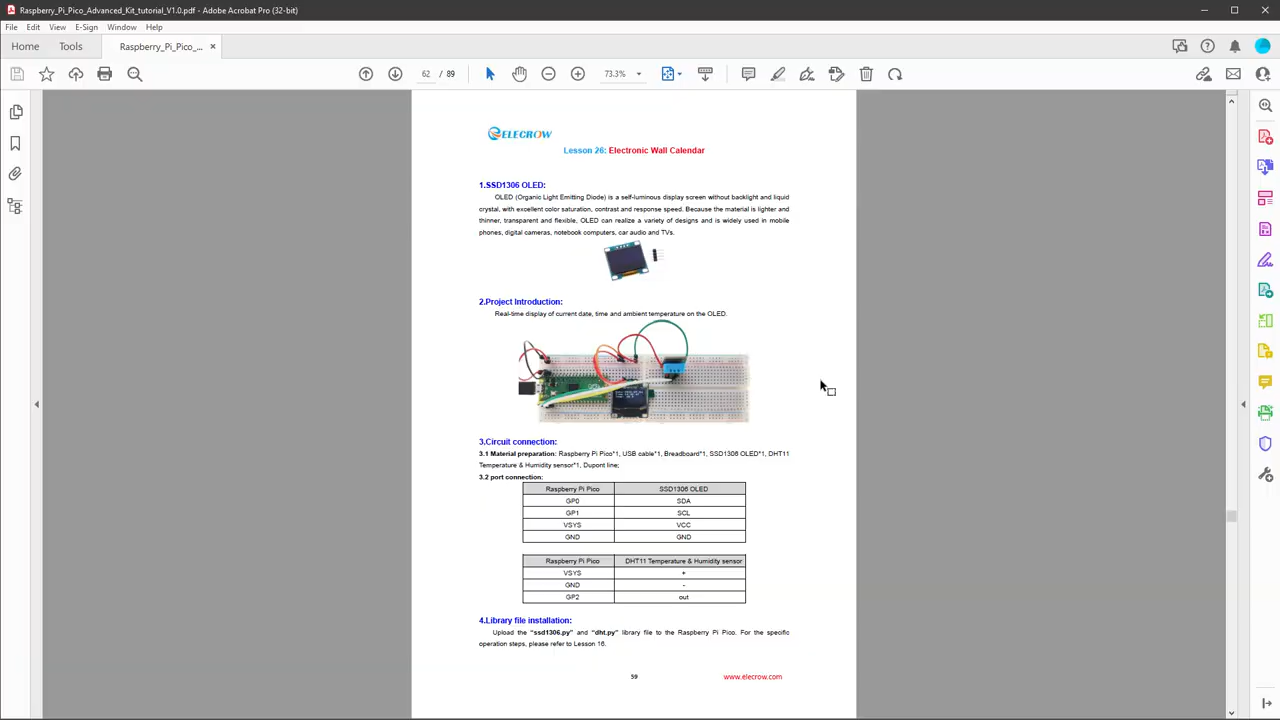 Raspberry_Pi_Pico_Advanced_Kit_tutorial_V1.0.pdf - Adobe Acrobat Pro (32-bit)
File Edit View E-Sign Window Help
Home Tools Raspberry_Pi_Pico_...
62 / 89 73.3%
ELECROW
Lesson 26: Electronic Wall Calendar
1.SSD1306 OLED:
OLED (Organic Light Emitting Diode) is a self-luminous display screen without backlight and liquid
crystal, with excellent color saturation, contrast and response speed. Because the material is lighter and
thinner, transparent and flexible, OLED can realize a variety of designs and is widely used in mobile
phones, digital cameras, notebook computers, car audio and TVs.
2.Project Introduction:
Real-time display of current date, time and ambient temperature on the OLED.
3.Circuit connection:
3.1 Material preparation: Raspberry Pi Pico*1, USB cable*1, Breadboard*1, SSD1306 OLED*1, DHT11
Temperature & Humidity sensor*1, Dupont line;
3.2 port connection:
Raspberry Pi Pico SSD1306 OLED
GP0 SDA
GP1 SCL
VSYS VCC
GND GND
Raspberry Pi Pico DHT11 Temperature & Humidity sensor
VSYS +
GND -
GP2 out
4.Library file installation:
Upload the "ssd1306.py" and "dht.py" library file to the Raspberry Pi Pico. For the specific
operation steps, please refer to Lesson 16.
59 www.elecrow.com